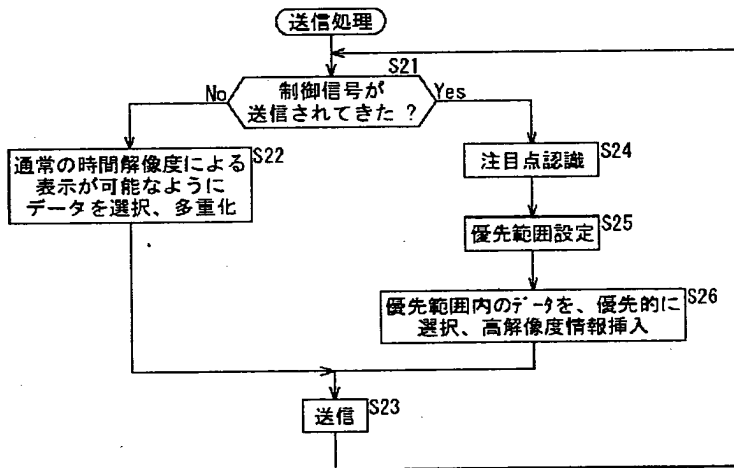 送信処理
S21
制御信号が
送信されてきた ?
No
Yes
S22
通常の時間解像度による
表示が可能なように
データを選択、多重化
S24
注目点認識
S25
優先範囲設定
S26
優先範囲内のデータを、優先的に
選択、高解像度情報挿入
S23
送信